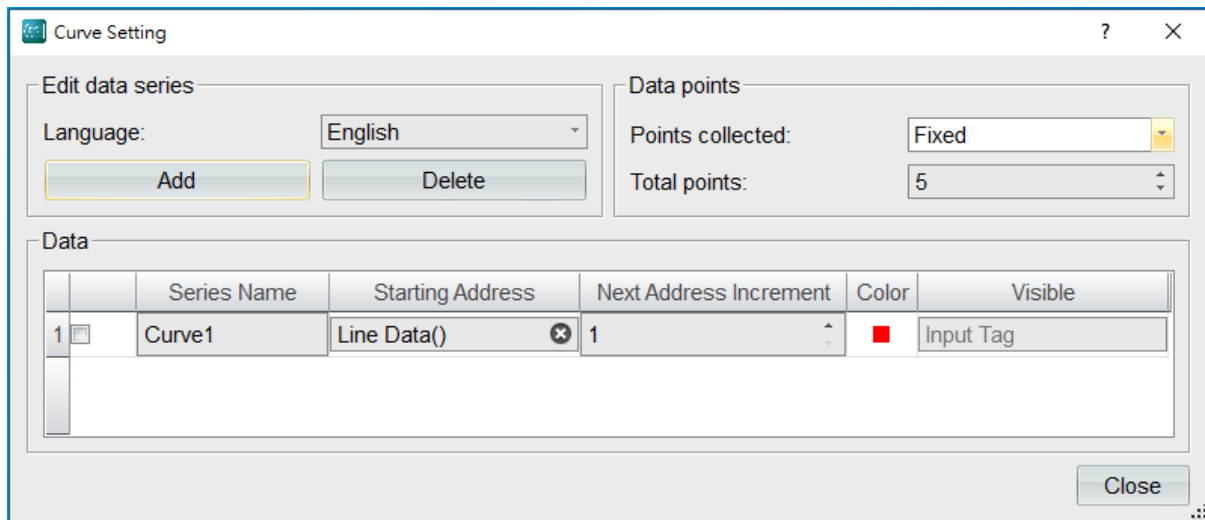 Curve Setting ? ×
Edit data series
Language: English
Add Delete
Data points
Points collected: Fixed
Total points: 5
Data
Series Name Starting Address Next Address Increment Color Visible
1 Curve1 Line Data() 1 Input Tag
Close